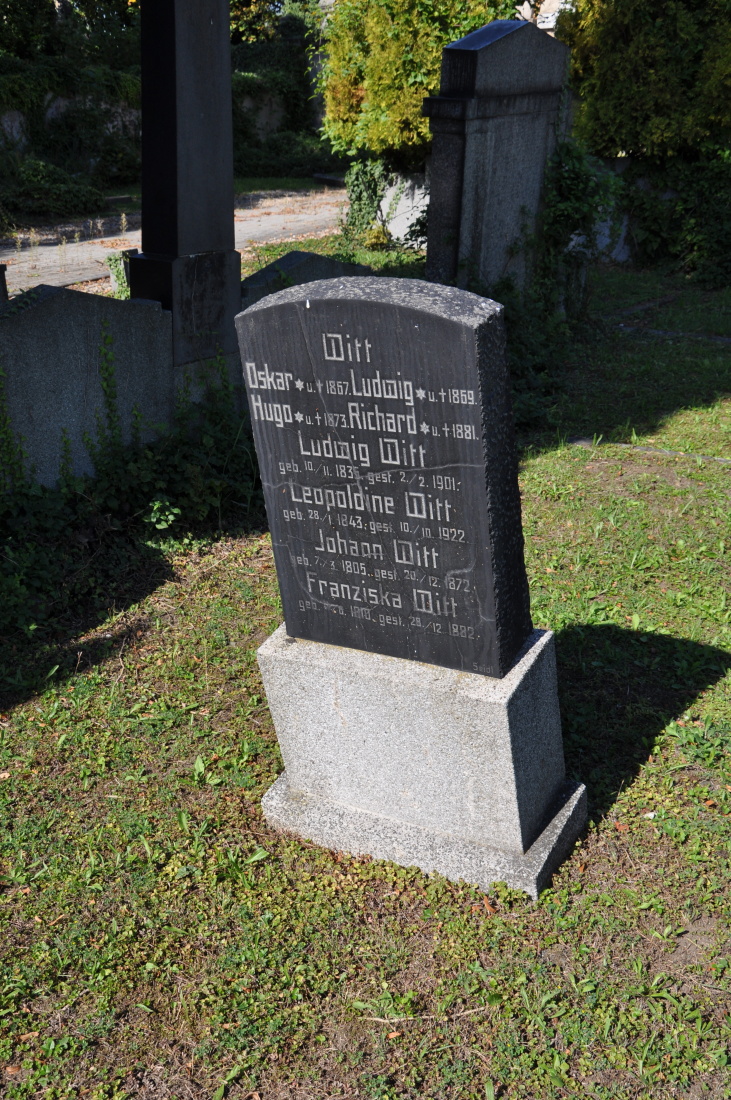 Witt
Oskar * u. † 1867. Ludwig * u. † 1869.
Hugo * u. † 1873. Richard * u. † 1881.
Ludwig Witt
geb. 10./11. 1835, gest. 2./2. 1901.
Leopoldine Witt
geb. 28./1. 1843; gest. 10./10. 1922.
Johann Witt
geb. 7./3. 1805. gest. 20./12. 1872.
Franziska Witt
geb. gest. 28./12. 1882.
Seidl